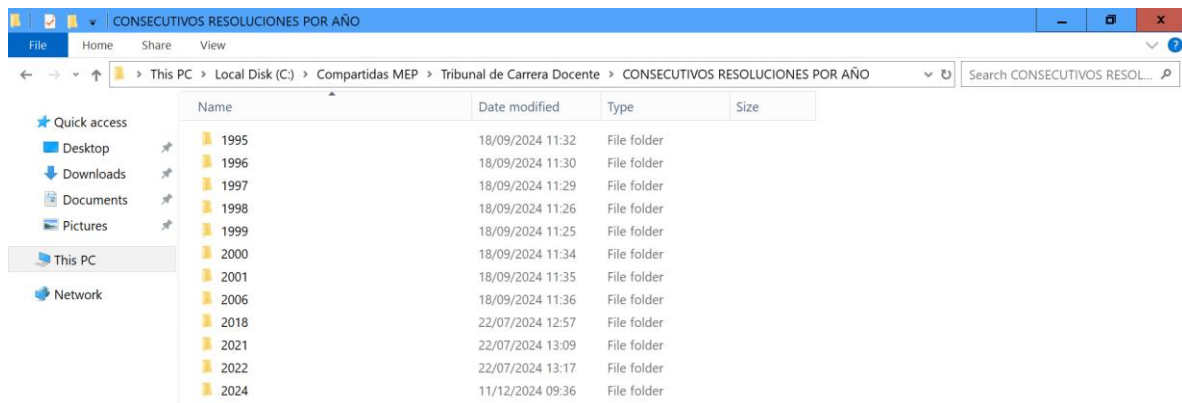 CONSECUTIVOS RESOLUCIONES POR AÑO
File Home Share View
This PC > Local Disk (C:) > Compartidas MEP > Tribunal de Carrera Docente > CONSECUTIVOS RESOLUCIONES POR AÑO
Search CONSECUTIVOS RESOL...
Name Date modified Type Size
Quick access
Desktop
Downloads
Documents
Pictures
This PC
Network
1995 18/09/2024 11:32 File folder
1996 18/09/2024 11:30 File folder
1997 18/09/2024 11:29 File folder
1998 18/09/2024 11:26 File folder
1999 18/09/2024 11:25 File folder
2000 18/09/2024 11:34 File folder
2001 18/09/2024 11:35 File folder
2006 18/09/2024 11:36 File folder
2018 22/07/2024 12:57 File folder
2021 22/07/2024 13:09 File folder
2022 22/07/2024 13:17 File folder
2024 11/12/2024 09:36 File folder